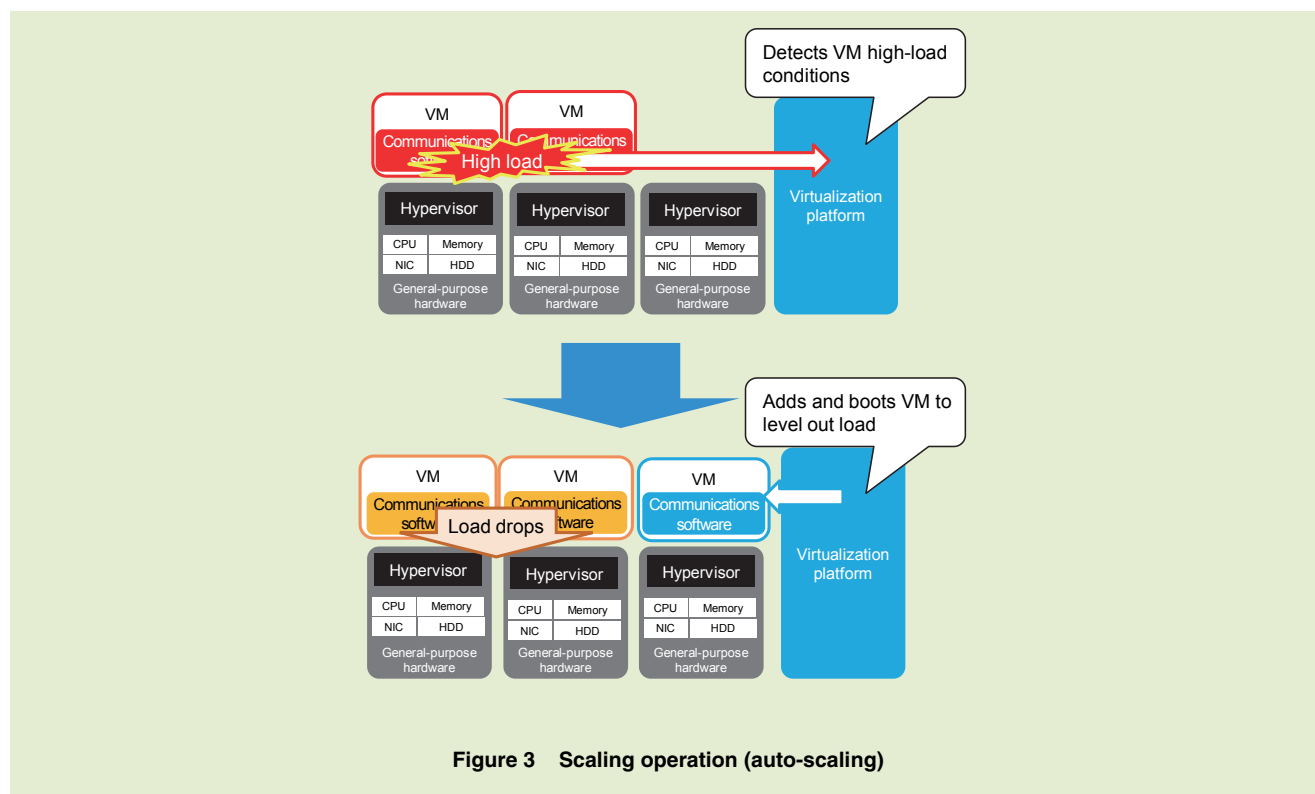 Detects VM high-load
conditions
VM
VM
Communications
Communications
High load
Virtualization
platform
Hypervisor
Hypervisor
Hypervisor
CPU Memory
NIC HDD
CPU Memory
NIC HDD
CPU Memory
NIC HDD
General-purpose
hardware
General-purpose
hardware
General-purpose
hardware
Adds and boots VM to
level out load
VM
VM
VM
Communications
Communications
Communications
software
Load drops
Virtualization
platform
Hypervisor
Hypervisor
Hypervisor
CPU Memory
NIC HDD
CPU Memory
NIC HDD
CPU Memory
NIC HDD
General-purpose
hardware
General-purpose
hardware
General-purpose
hardware
Figure 3 Scaling operation (auto-scaling)